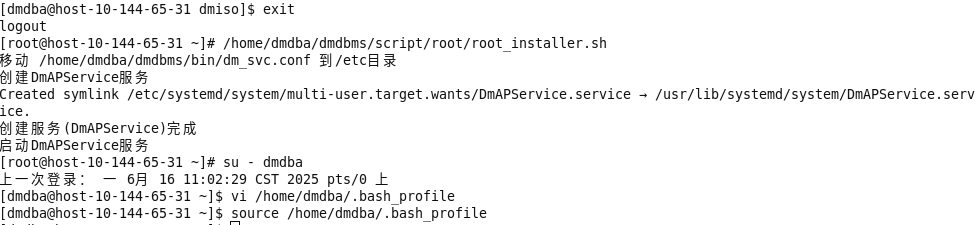 [dmdba@host-10-144-65-31 dmiso]$ exit
logout
[root@host-10-144-65-31 ~]# /home/dmdba/dmdbms/script/root/root_installer.sh
移动 /home/dmdba/dmdbms/bin/dm_svc.conf 到/etc目录
创建DmAPService服务
Created symlink /etc/systemd/system/multi-user.target.wants/DmAPService.service → /usr/lib/systemd/system/DmAPService.serv
ice.
创建服务(DmAPService)完成
启动DmAPService服务
[root@host-10-144-65-31 ~]# su - dmdba
上一次登录： 一 6月 16 11:02:29 CST 2025 pts/0 上
[dmdba@host-10-144-65-31 ~]$ vi /home/dmdba/.bash_profile
[dmdba@host-10-144-65-31 ~]$ source /home/dmdba/.bash_profile